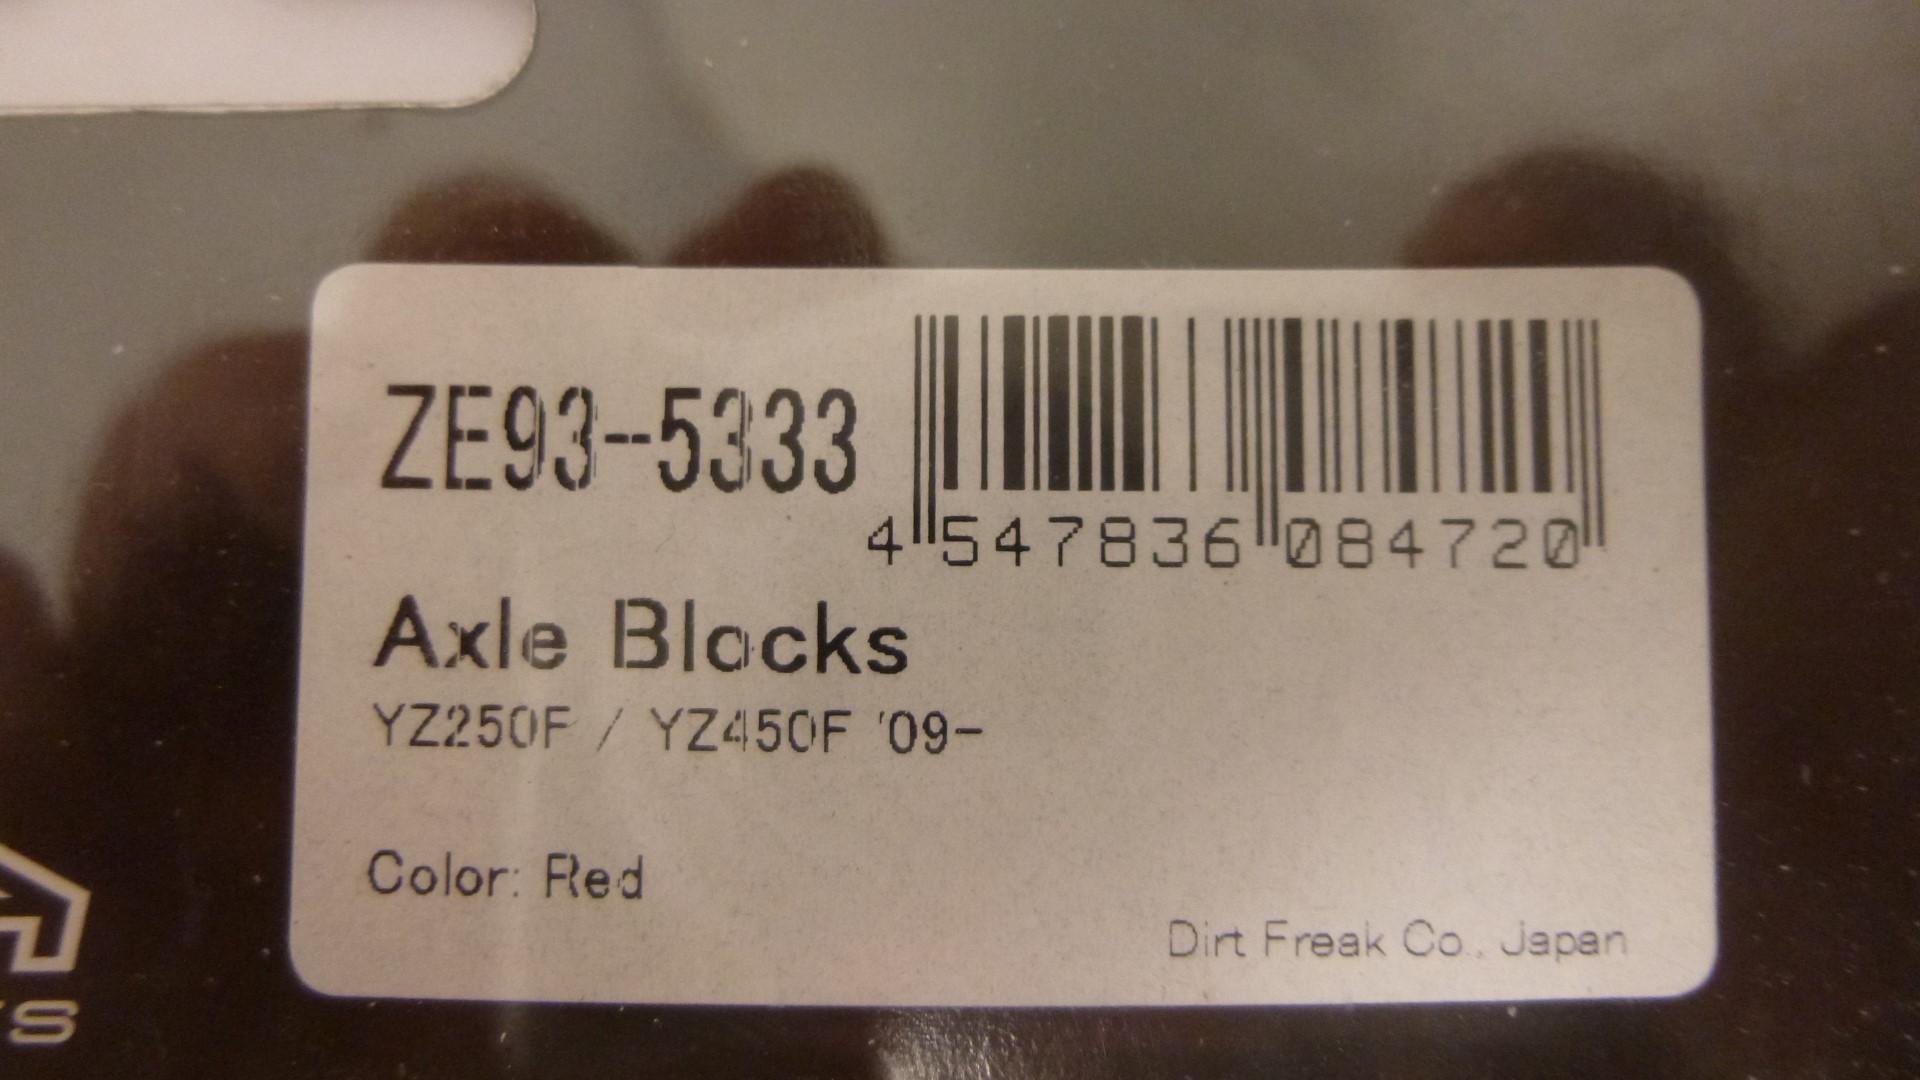 ZE93-5333
4 547836 084720
Axle Blocks
YZ250F / YZ450F '09-
Color: Red
Dirt Freak Co., Japan